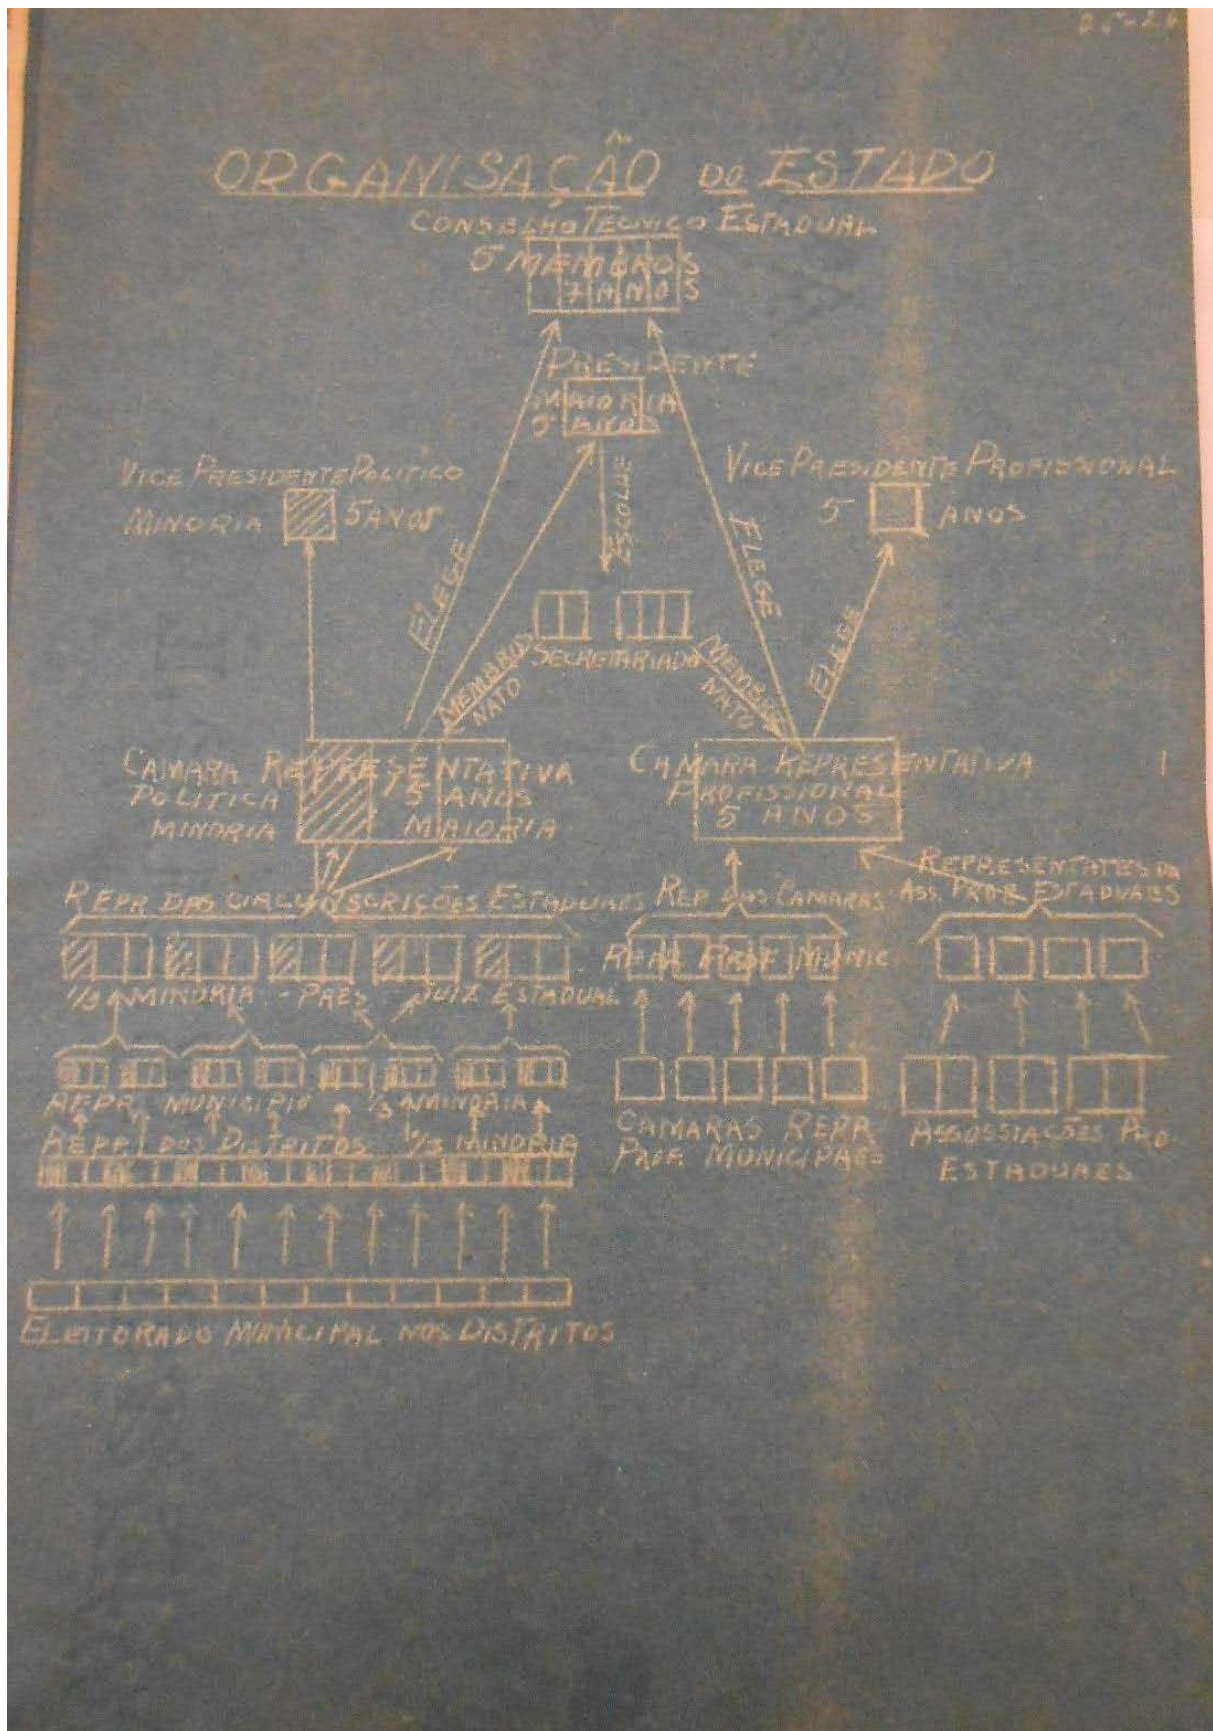 ORGANISAÇÃO DO ESTADO
CONSELHO TECNICO ESTADUAL
5 MEMBROS
7 ANOS
PRESIDENTE
MAIORIA
5 ANOS
ESCOLHE
VICE PRESIDENTE POLITICO
MINORIA 5 ANOS
VICE PRESIDENTE PROFISSIONAL
5 ANOS
ELEGE
ELEGE
ELEGE
SECRETARIADO
MEMBRO
NATO
MEMBRO
NATO
CAMARA REPRESENTATIVA
POLITICA 5 ANOS
MINORIA MAIORIA
CAMARA REPRESENTATIVA
PROFISSIONAL
5 ANOS
REPR DAS CIRCUNSCRIÇÕES ESTADUAES
1/3 MINORIA - PRES JUIZ ESTADUAL
REPR MUNICIPIO 1/3 MINORIA
REPR DOS DISTRITOS 1/3 MINORIA
ELEITORADO MUNICIPAL NOS DISTRITOS
REP DAS CAMARAS
REPR PROF MUNIC
CAMARAS REPR
PROF. MUNICIPAES
REPRESENTATES DA
ASS. PROF ESTADUAES
ASSOSSIAÇÕES PRO-
ESTADUAES